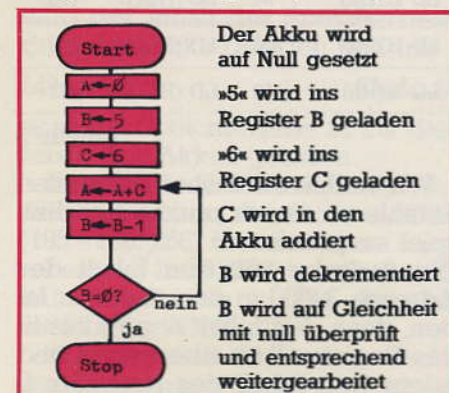 Start
A←Ø
B←5
C←6
A←A+C
B←B-1
B=Ø?
nein
ja
Stop
Der Akku wird
auf Null gesetzt
»5« wird ins
Register B geladen
»6« wird ins
Register C geladen
C wird in den
Akku addiert
B wird dekrementiert
B wird auf Gleichheit
mit null überprüft
und entsprechend
weitergearbeitet